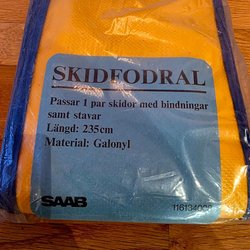 SKIDFODRAL
Passar 1 par skidor med bindningar
samt stavar
Längd: 235cm
Material: Galonyl
SAAB